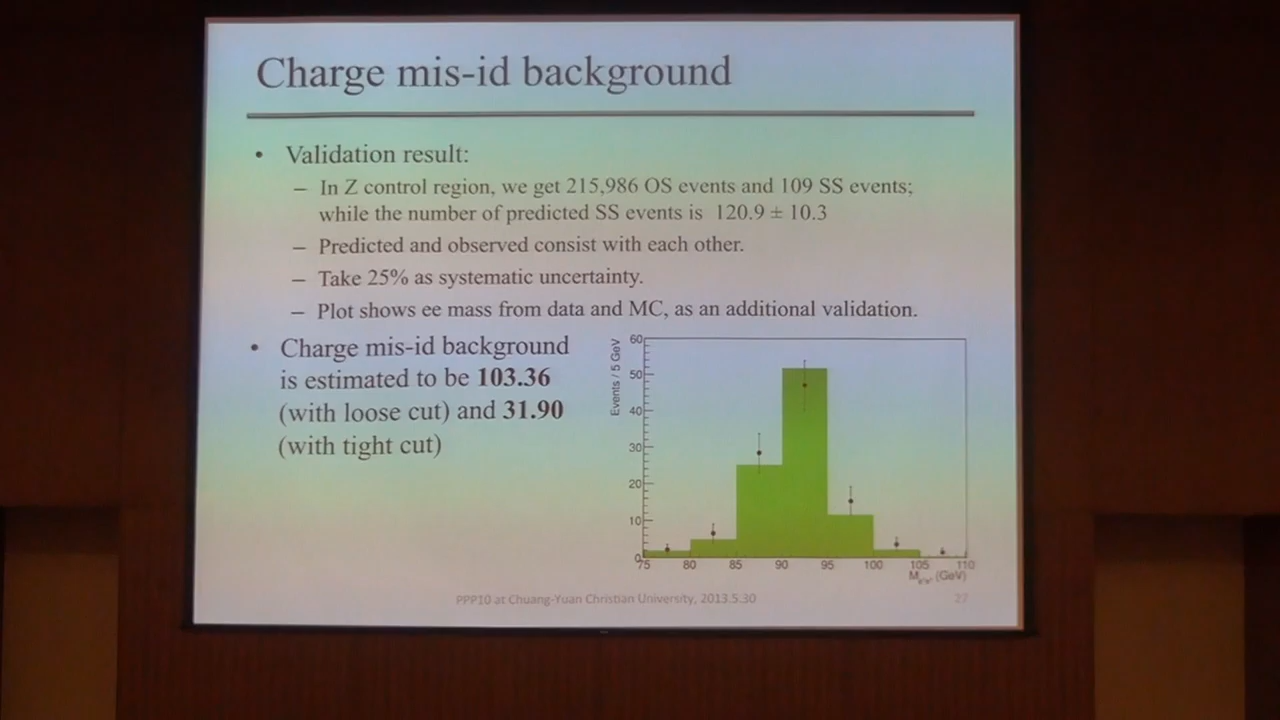 Charge mis-id background
• Validation result:
– In Z control region, we get 215,986 OS events and 109 SS events;
while the number of predicted SS events is 120.9 ± 10.3
– Predicted and observed consist with each other.
– Take 25% as systematic uncertainty.
– Plot shows ee mass from data and MC, as an additional validation.
• Charge mis-id background
is estimated to be 103.36
(with loose cut) and 31.90
(with tight cut)
Events / 5 GeV
60
50
40
30
20
10
0
75 80 85 90 95 100 105 110
(GeV)
PPP10 at Chuang-Yuan Christian University, 2013.5.30
27